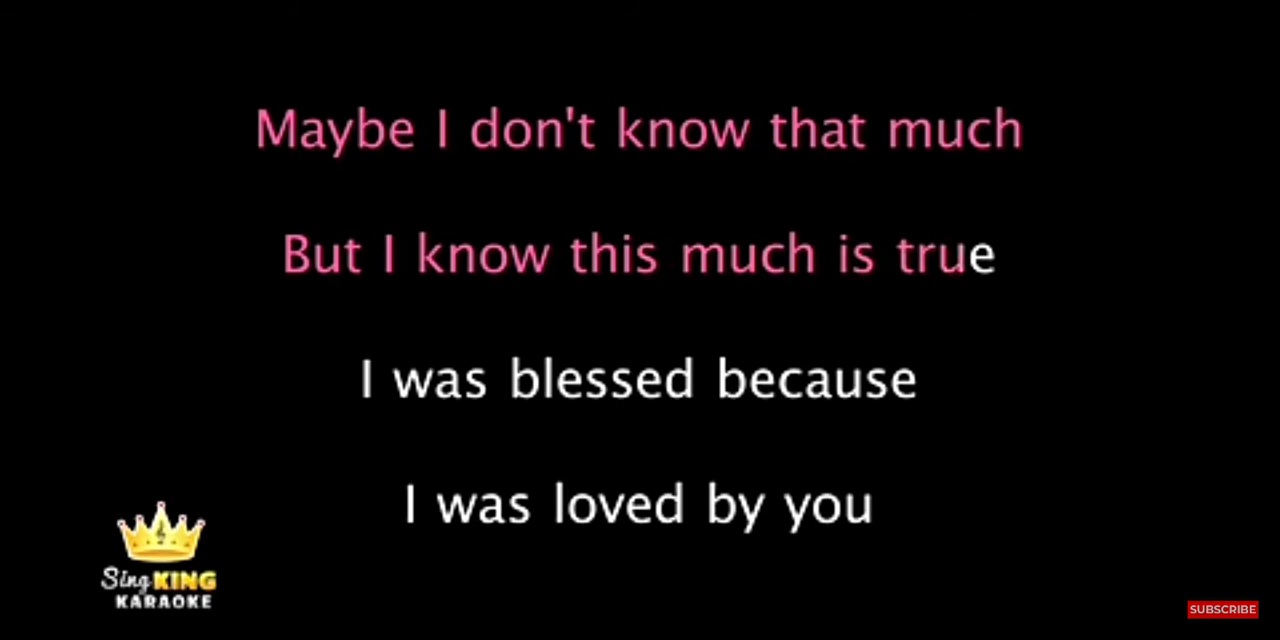 Maybe I don't know that much
But I know this much is true
I was blessed because
I was loved by you
Sing KING
KARAOKE
SUBSCRIBE